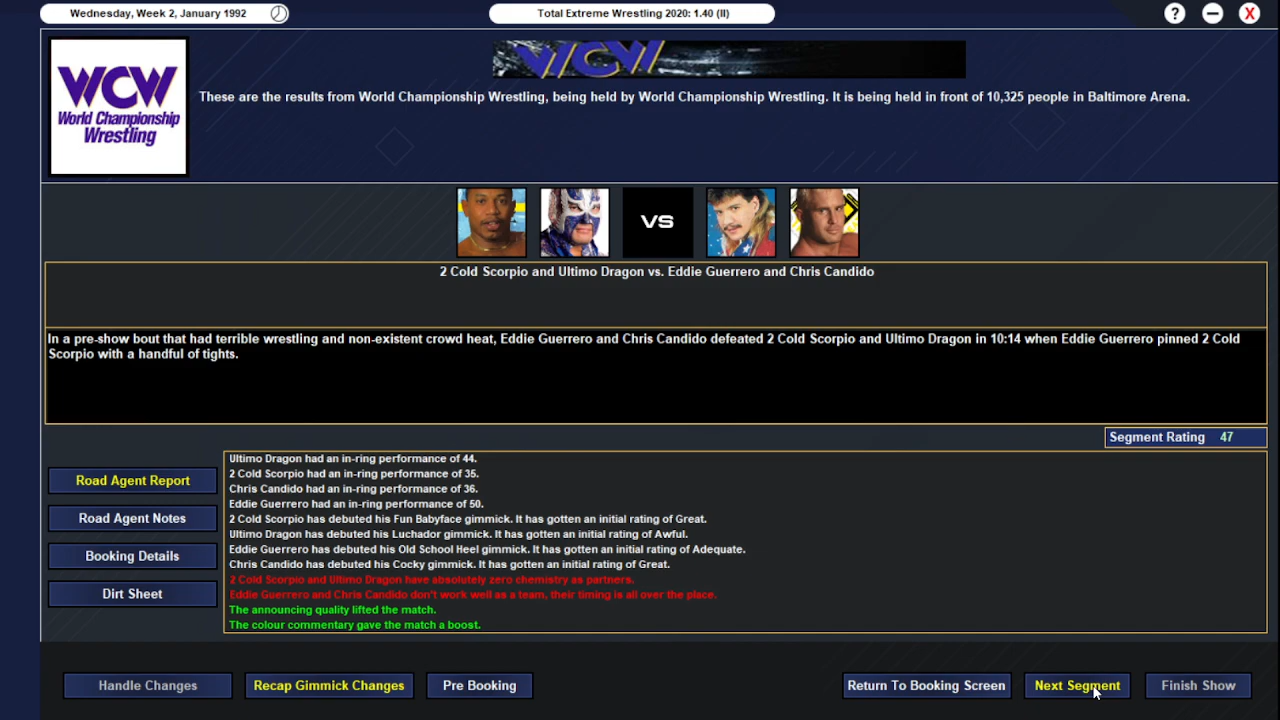 Wednesday, Week 2, January 1992
Total Extreme Wrestling 2020: 1.40 (II)
?
X
WCW
World Championship
Wrestling
WCW
These are the results from World Championship Wrestling, being held by World Championship Wrestling. It is being held in front of 10,325 people in Baltimore Arena.
VS
2 Cold Scorpio and Ultimo Dragon vs. Eddie Guerrero and Chris Candido
In a pre-show bout that had terrible wrestling and non-existent crowd heat, Eddie Guerrero and Chris Candido defeated 2 Cold Scorpio and Ultimo Dragon in 10:14 when Eddie Guerrero pinned 2 Cold
Scorpio with a handful of tights.
Segment Rating 47
Road Agent Report
Road Agent Notes
Booking Details
Dirt Sheet
Ultimo Dragon had an in-ring performance of 44.
2 Cold Scorpio had an in-ring performance of 35.
Chris Candido had an in-ring performance of 36.
Eddie Guerrero had an in-ring performance of 50.
2 Cold Scorpio has debuted his Fun Babyface gimmick. It has gotten an initial rating of Great.
Ultimo Dragon has debuted his Luchador gimmick. It has gotten an initial rating of Awful.
Eddie Guerrero has debuted his Old School Heel gimmick. It has gotten an initial rating of Adequate.
Chris Candido has debuted his Cocky gimmick. It has gotten an initial rating of Great.
2 Cold Scorpio and Ultimo Dragon have absolutely zero chemistry as partners.
Eddie Guerrero and Chris Candido don't work well as a team, their timing is all over the place.
The announcing quality lifted the match.
The colour commentary gave the match a boost.
Handle Changes
Recap Gimmick Changes
Pre Booking
Return To Booking Screen
Next Segment
Finish Show